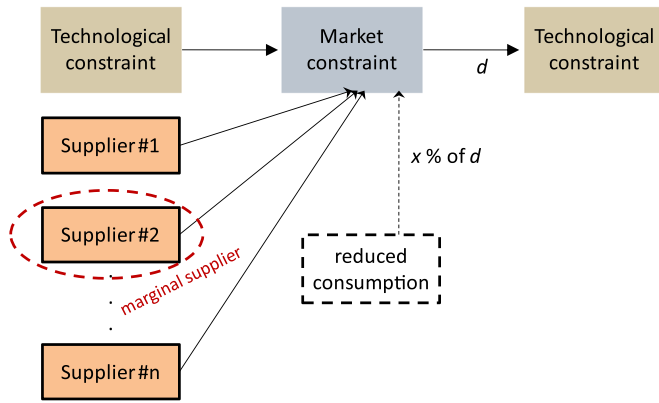 Technological
constraint
Market
constraint
d
Technological
constraint
Supplier #1
x % of d
Supplier #2
marginal supplier
reduced
consumption
.
.
.
Supplier #n